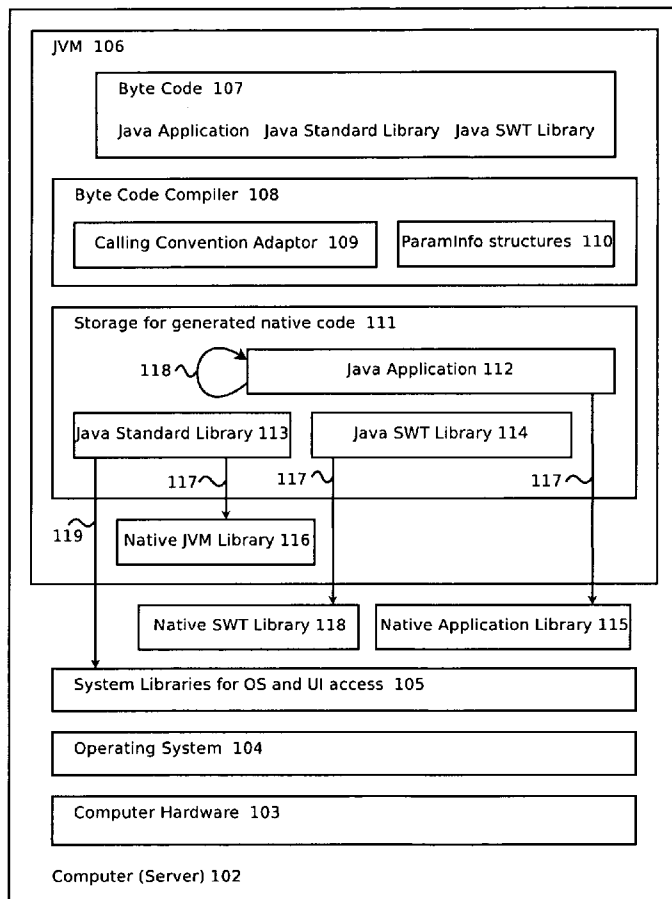 JVM 106
Byte Code 107
Java Application Java Standard Library Java SWT Library
Byte Code Compiler 108
Calling Convention Adaptor 109
ParamInfo structures 110
Storage for generated native code 111
118
Java Application 112
Java Standard Library 113
Java SWT Library 114
117
117
117
119
Native JVM Library 116
Native SWT Library 118
Native Application Library 115
System Libraries for OS and UI access 105
Operating System 104
Computer Hardware 103
Computer (Server) 102